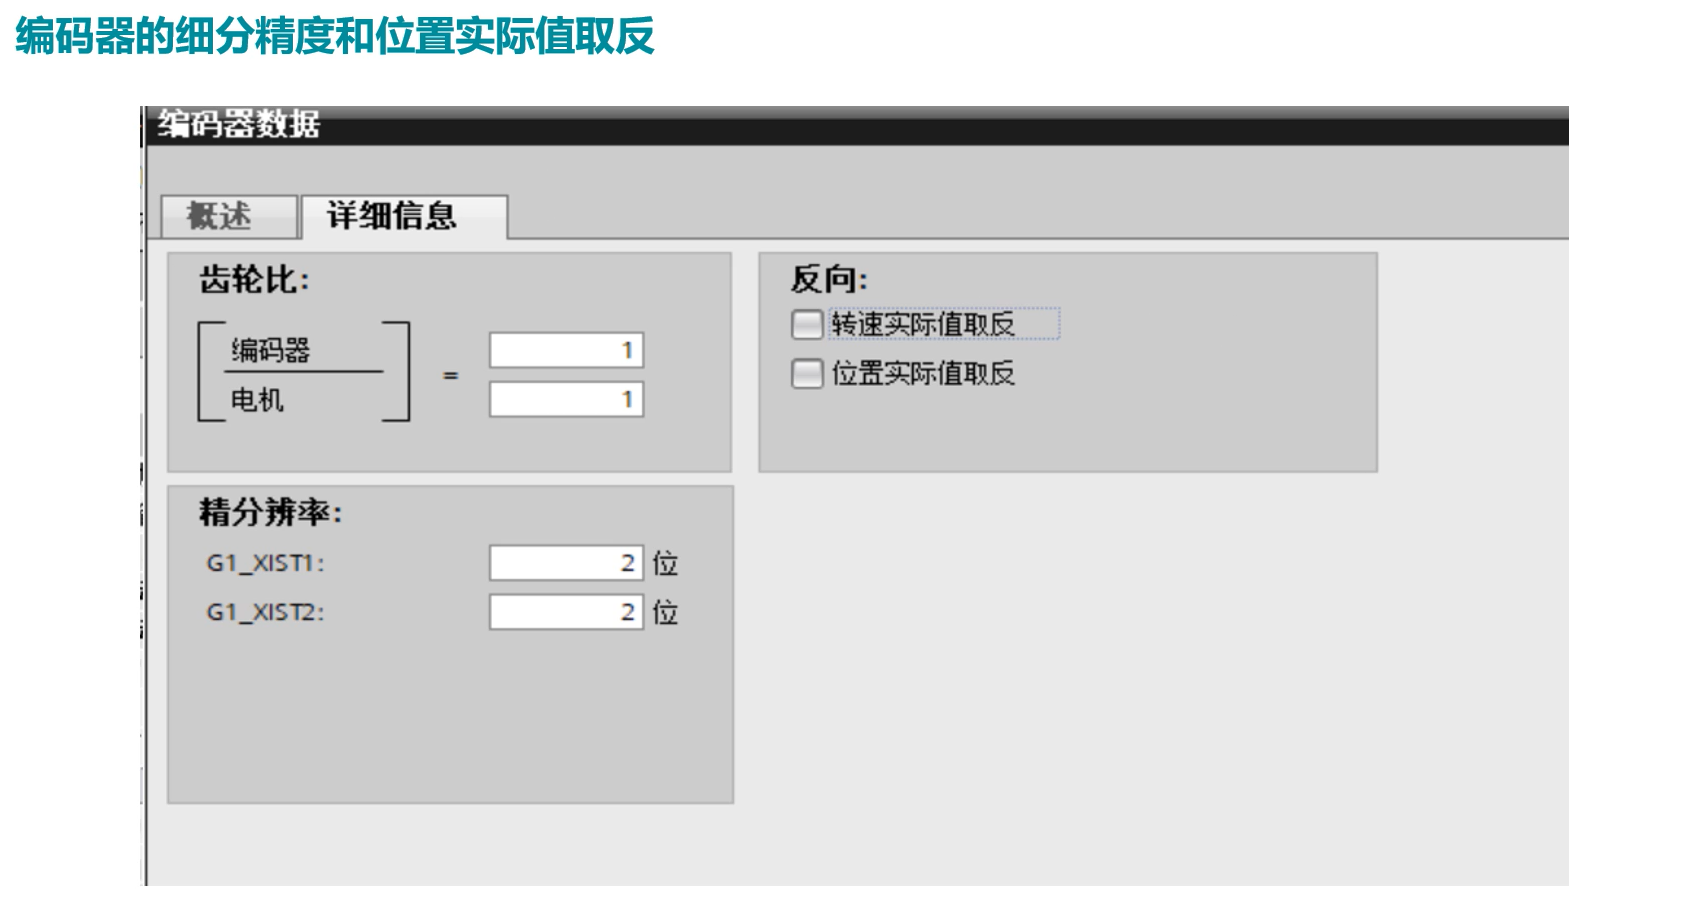 编码器的细分精度和位置实际值取反
编码器数据
概述
详细信息
齿轮比:
编码器
电机
=
1
1
反向:
转速实际值取反
位置实际值取反
精分辨率:
G1_XIST1: 2 位
G1_XIST2: 2 位